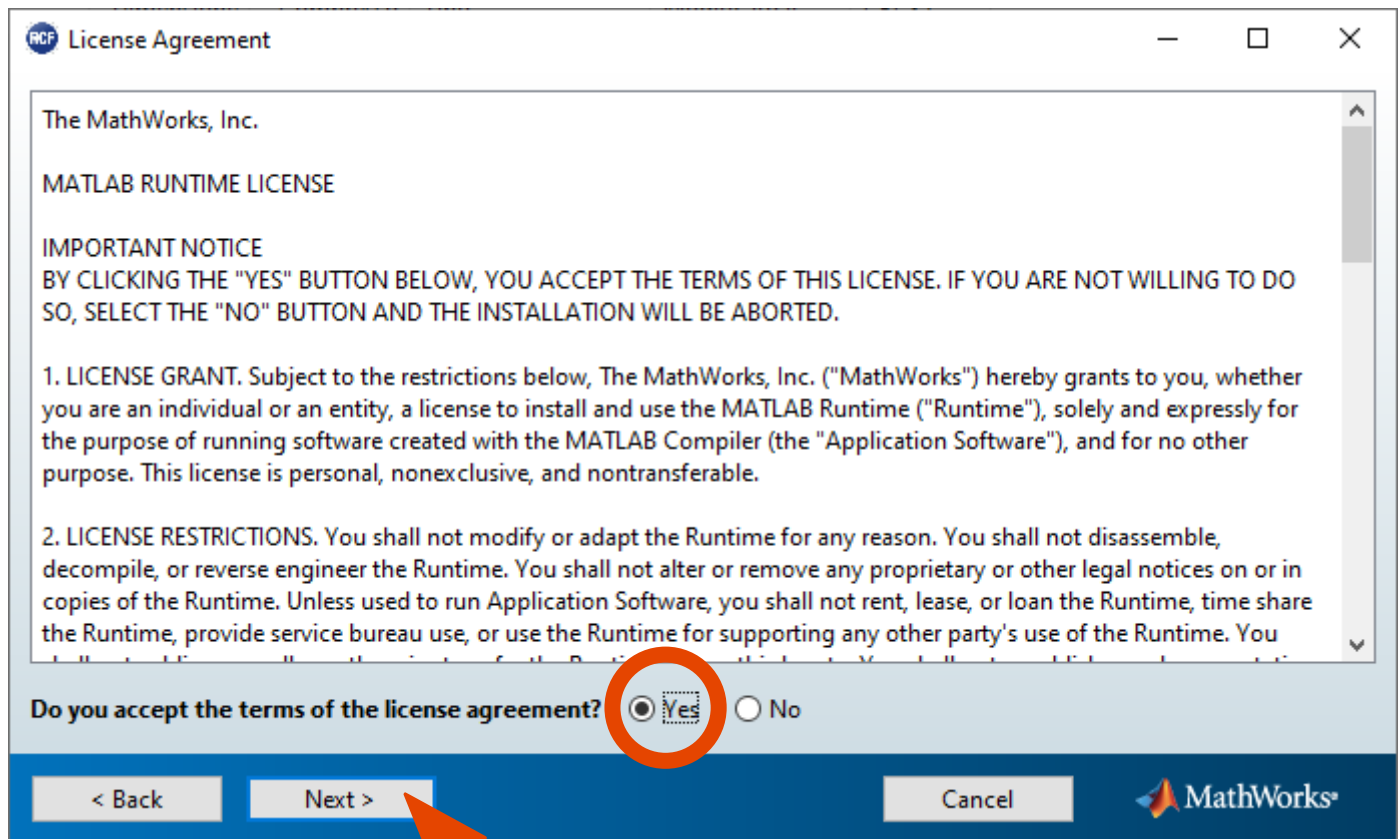 RCF License Agreement
The MathWorks, Inc.
MATLAB RUNTIME LICENSE
IMPORTANT NOTICE
BY CLICKING THE "YES" BUTTON BELOW, YOU ACCEPT THE TERMS OF THIS LICENSE. IF YOU ARE NOT WILLING TO DO
SO, SELECT THE "NO" BUTTON AND THE INSTALLATION WILL BE ABORTED.
1. LICENSE GRANT. Subject to the restrictions below, The MathWorks, Inc. ("MathWorks") hereby grants to you, whether
you are an individual or an entity, a license to install and use the MATLAB Runtime ("Runtime"), solely and expressly for
the purpose of running software created with the MATLAB Compiler (the "Application Software"), and for no other
purpose. This license is personal, nonexclusive, and nontransferable.
2. LICENSE RESTRICTIONS. You shall not modify or adapt the Runtime for any reason. You shall not disassemble,
decompile, or reverse engineer the Runtime. You shall not alter or remove any proprietary or other legal notices on or in
copies of the Runtime. Unless used to run Application Software, you shall not rent, lease, or loan the Runtime, time share
the Runtime, provide service bureau use, or use the Runtime for supporting any other party's use of the Runtime. You
Do you accept the terms of the license agreement? Yes No
< Back Next > Cancel MathWorks®